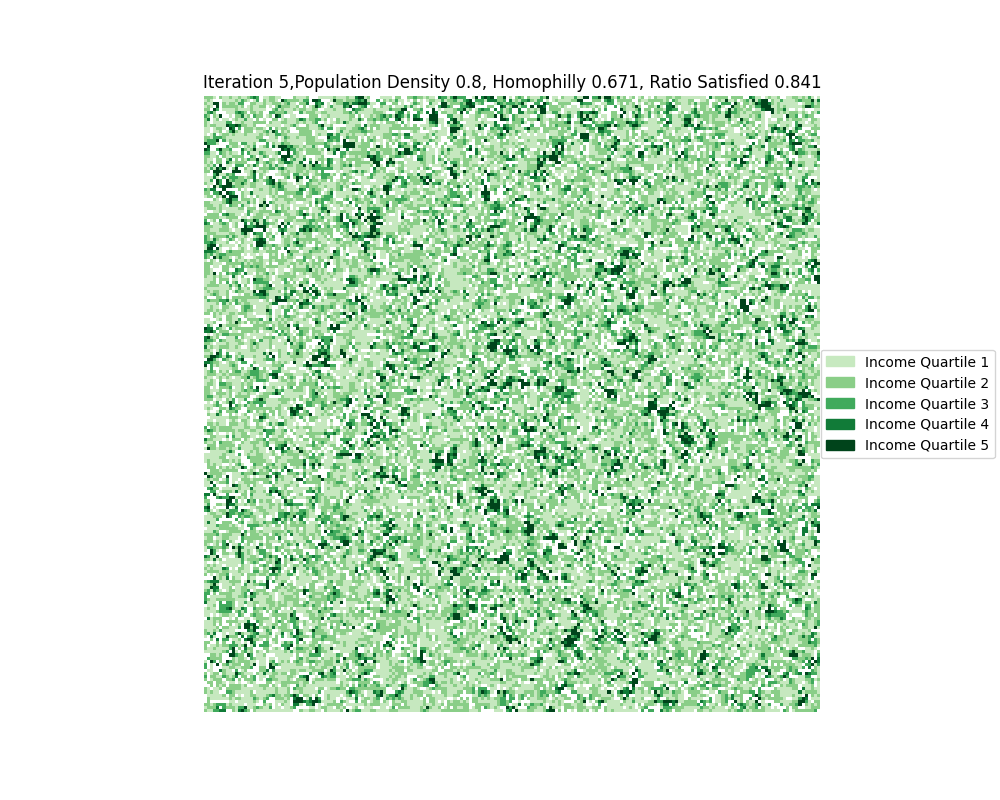 Iteration 5,Population Density 0.8, Homophilly 0.671, Ratio Satisfied 0.841
Income Quartile 1
Income Quartile 2
Income Quartile 3
Income Quartile 4
Income Quartile 5